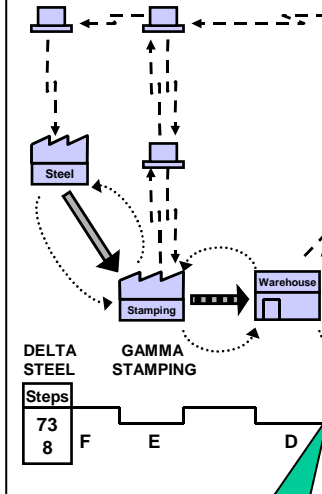 Steel
Stamping
Warehouse
DELTA STEEL
GAMMA STAMPING
Steps
73
8
F
E
D